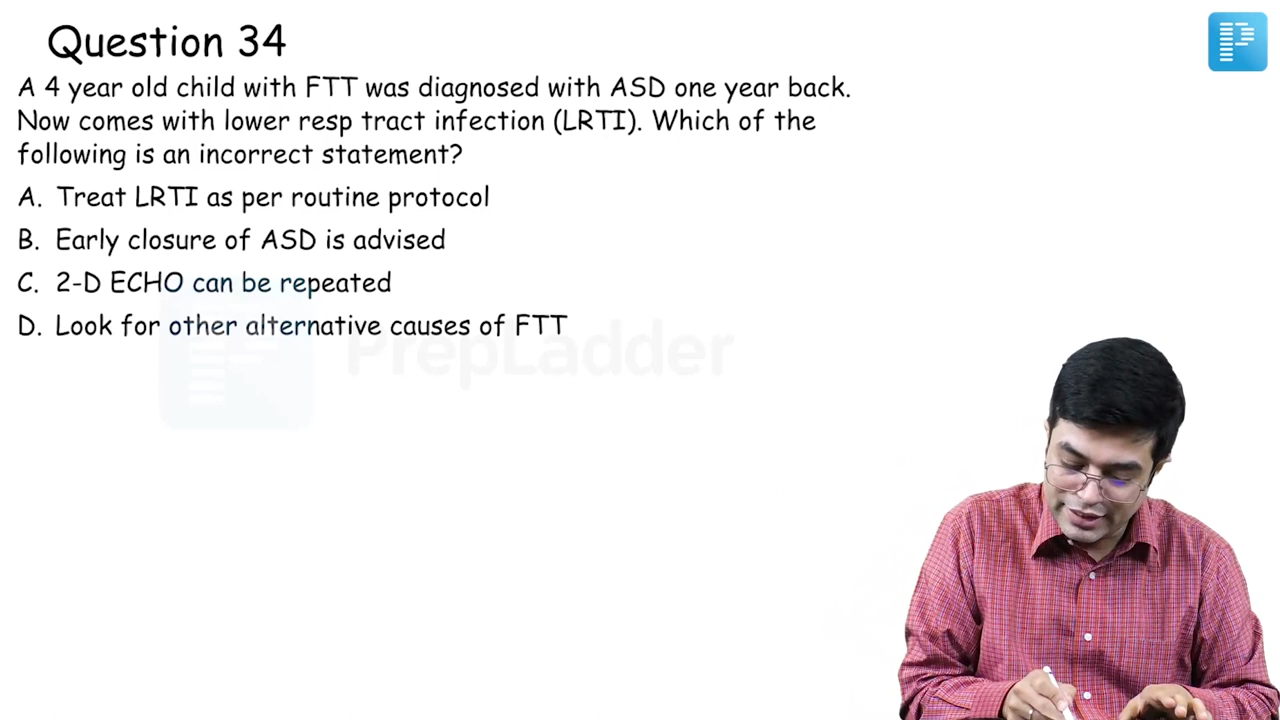 Question 34
A 4 year old child with FTT was diagnosed with ASD one year back.
Now comes with lower resp tract infection (LRTI). Which of the
following is an incorrect statement?
A. Treat LRTI as per routine protocol
B. Early closure of ASD is advised
C. 2-D ECHO can be repeated
D. Look for other alternative causes of FTT
PrepLadder